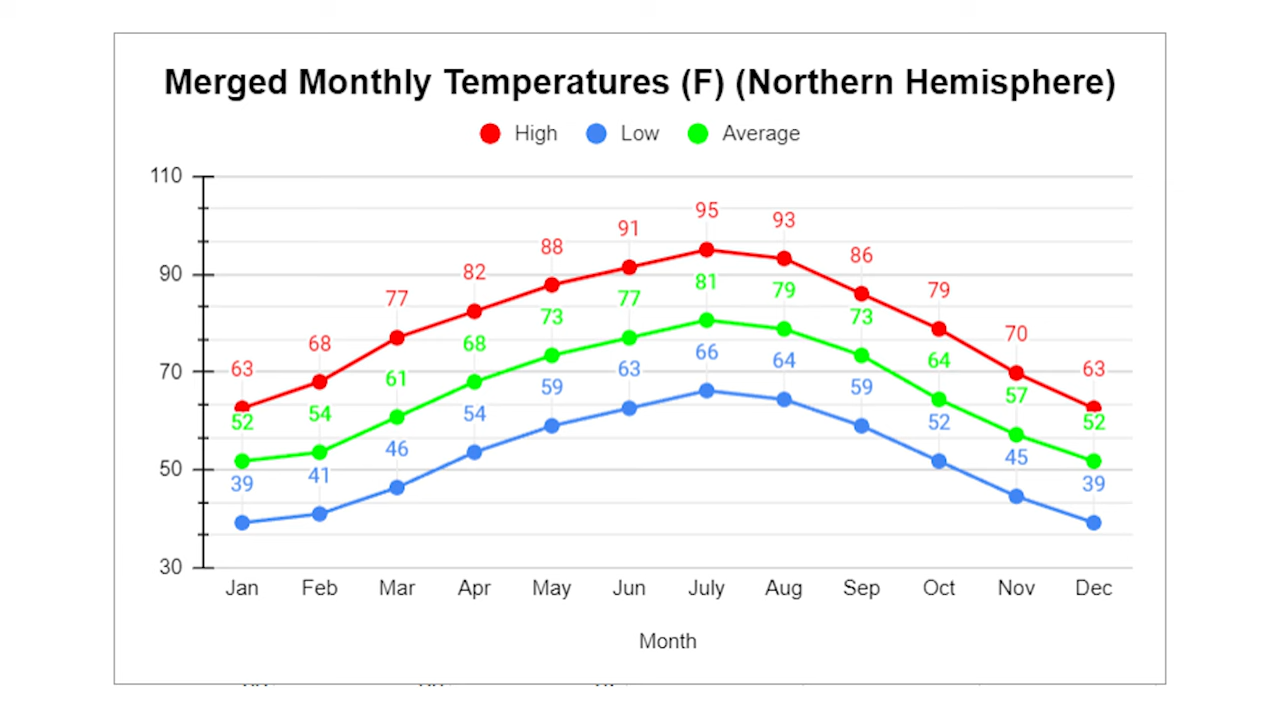 Merged Monthly Temperatures (F) (Northern Hemisphere)
High Low Average
110
90
70
50
30
63 68 77 82 88 91 95 93 86 79 70 63
52 54 61 68 73 77 81 79 73 64 57 52
39 41 46 54 59 63 66 64 59 52 45 39
Jan Feb Mar Apr May Jun July Aug Sep Oct Nov Dec
Month